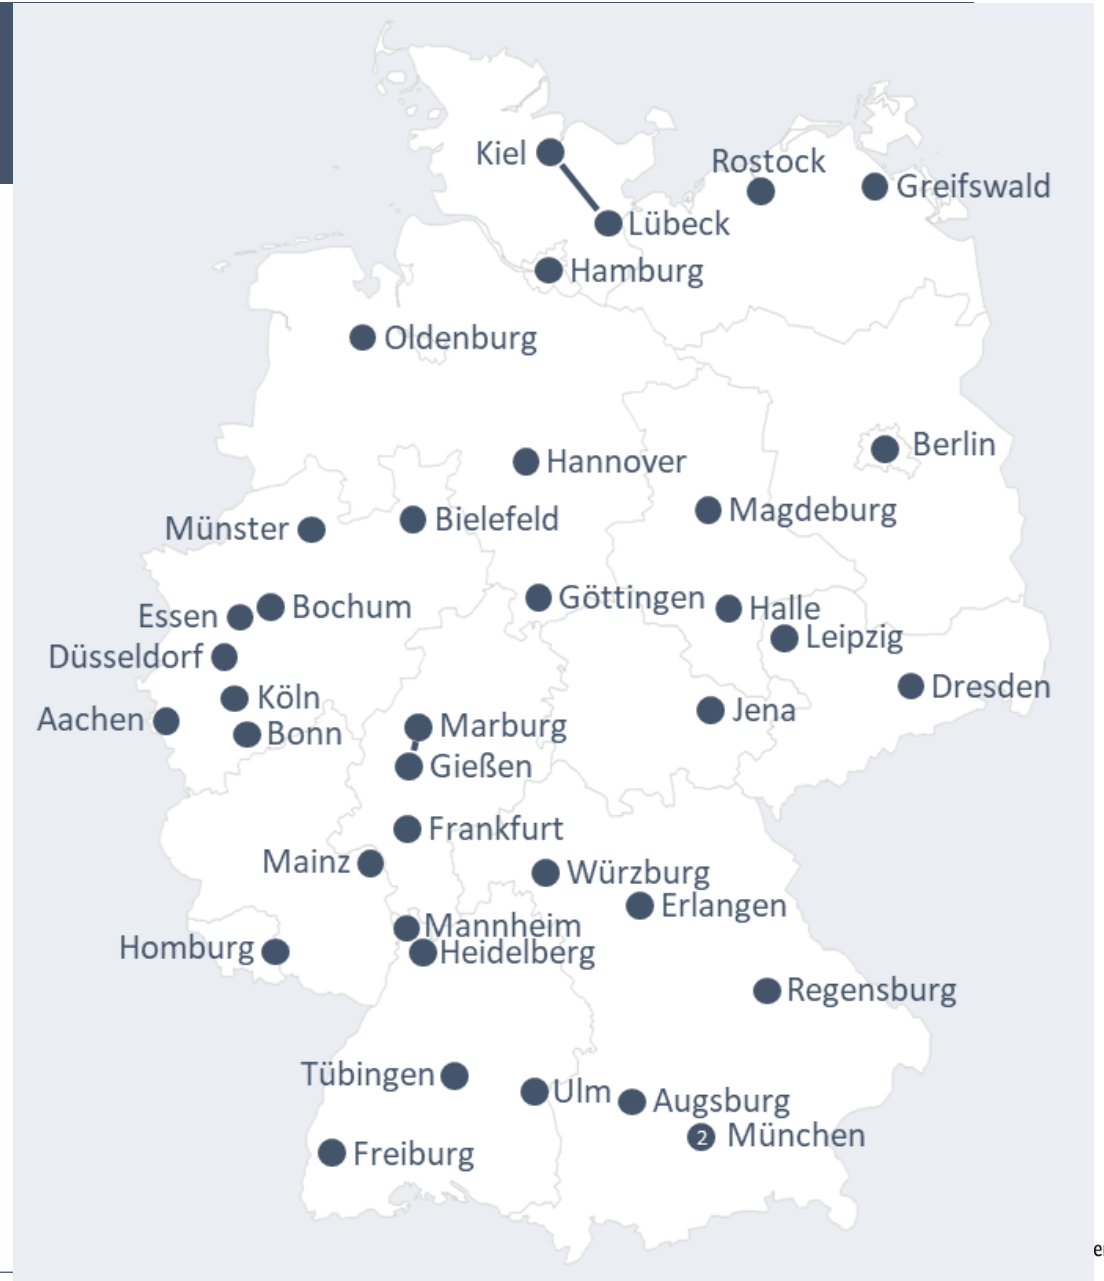 Kiel
Rostock
Greifswald
Lübeck
Hamburg
Oldenburg
Berlin
Hannover
Magdeburg
Bielefeld
Münster
Göttingen
Bochum
Halle
Essen
Leipzig
Düsseldorf
Dresden
Köln
Jena
Aachen
Marburg
Bonn
Gießen
Frankfurt
Mainz
Würzburg
Erlangen
Mannheim
Homburg
Heidelberg
Regensburg
Tübingen
Ulm
Augsburg
2 München
Freiburg